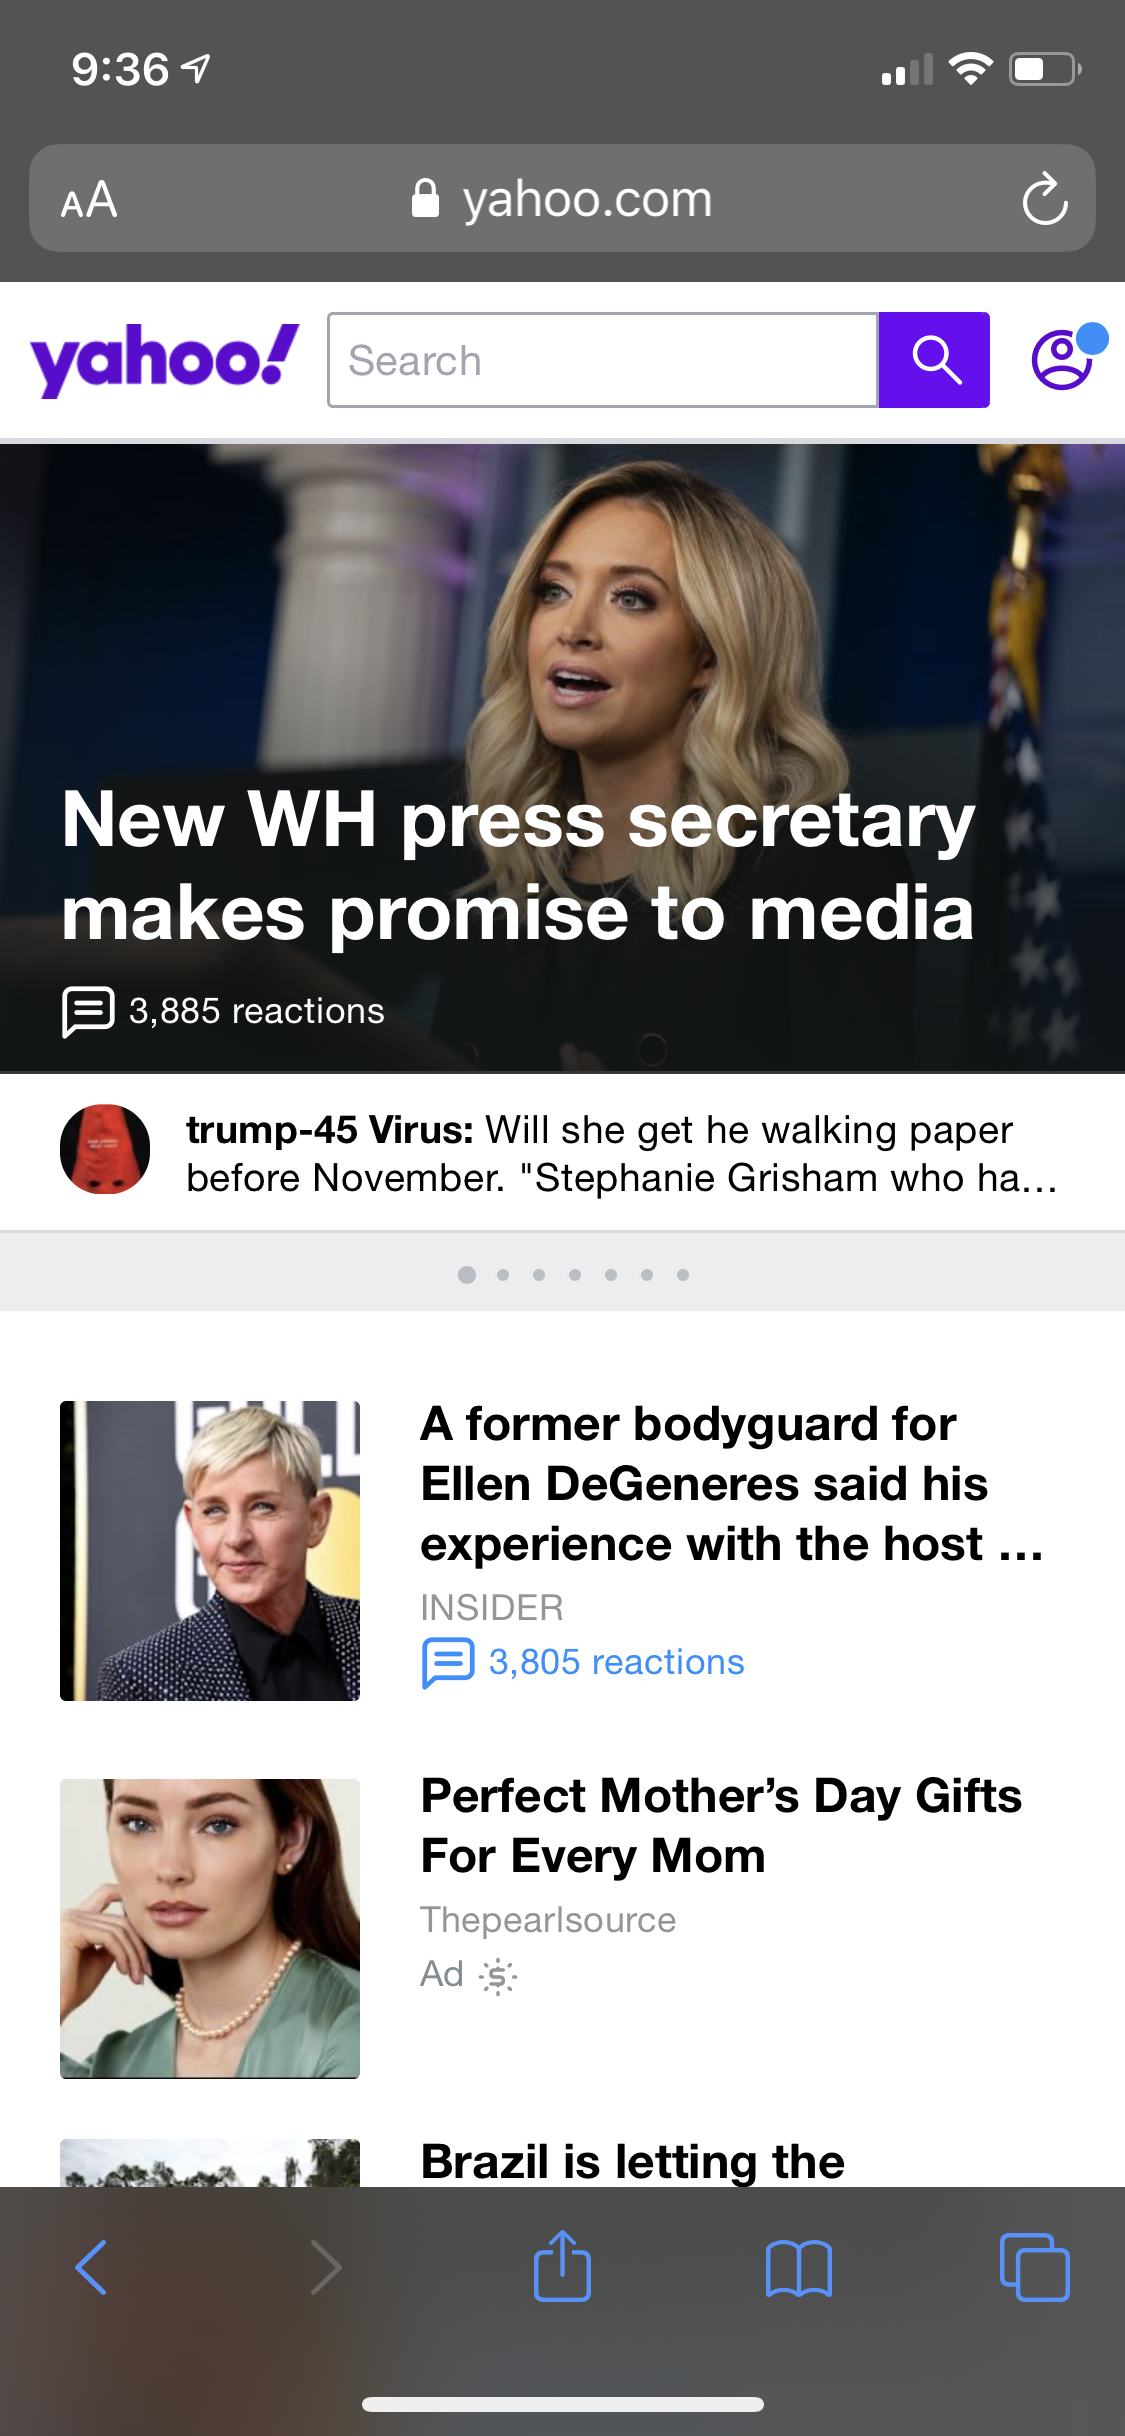 9:36
AA yahoo.com
yahoo! Search
New WH press secretary
makes promise to media
3,885 reactions
trump-45 Virus: Will she get he walking paper
before November. "Stephanie Grisham who ha...
A former bodyguard for
Ellen DeGeneres said his
experience with the host ...
INSIDER
3,805 reactions
Perfect Mother’s Day Gifts
For Every Mom
Thepearlsource
Ad
Brazil is letting the